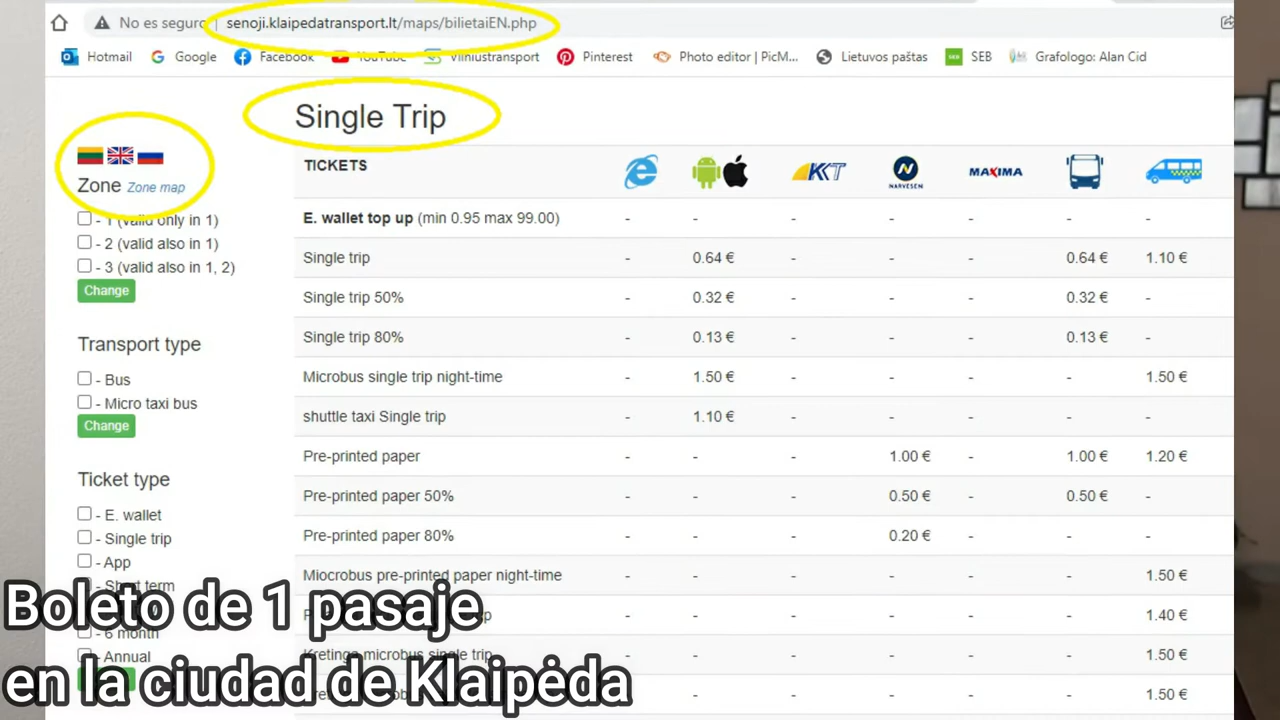 No es seguro | senoji.klaipedatransport.lt/maps/bilietaiEN.php
Hotmail Google Facebook YouTube Vilniustransport Pinterest Photo editor | PicM... Lietuvos paštas SEB SEB Grafologo: Alan Cid
Single Trip
Zone Zone map
- 1 (valid only in 1)
- 2 (valid also in 1)
- 3 (valid also in 1, 2)
Change
Transport type
- Bus
- Micro taxi bus
Change
Ticket type
- E. wallet
- Single trip
- App
- Short term
- 6 month
- Annual
TICKETS KKT N NARVESEN MAXIMA
E. wallet top up (min 0.95 max 99.00) - - - - - - -
Single trip - 0.64 € - - - 0.64 € 1.10 €
Single trip 50% - 0.32 € - - - 0.32 € -
Single trip 80% - 0.13 € - - - 0.13 € -
Microbus single trip night-time - 1.50 € - - - - 1.50 €
shuttle taxi Single trip - 1.10 € - - - - -
Pre-printed paper - - - 1.00 € - 1.00 € 1.20 €
Pre-printed paper 50% - - - 0.50 € - 0.50 € -
Pre-printed paper 80% - - - 0.20 € - - -
Miocrobus pre-printed paper night-time - - - - - - 1.50 €
- - - - - - 1.40 €
Kretinga microbus single trip - - - - - - 1.50 €
- - - - - - 1.50 €
Boleto de 1 pasaje
en la ciudad de Klaipėda